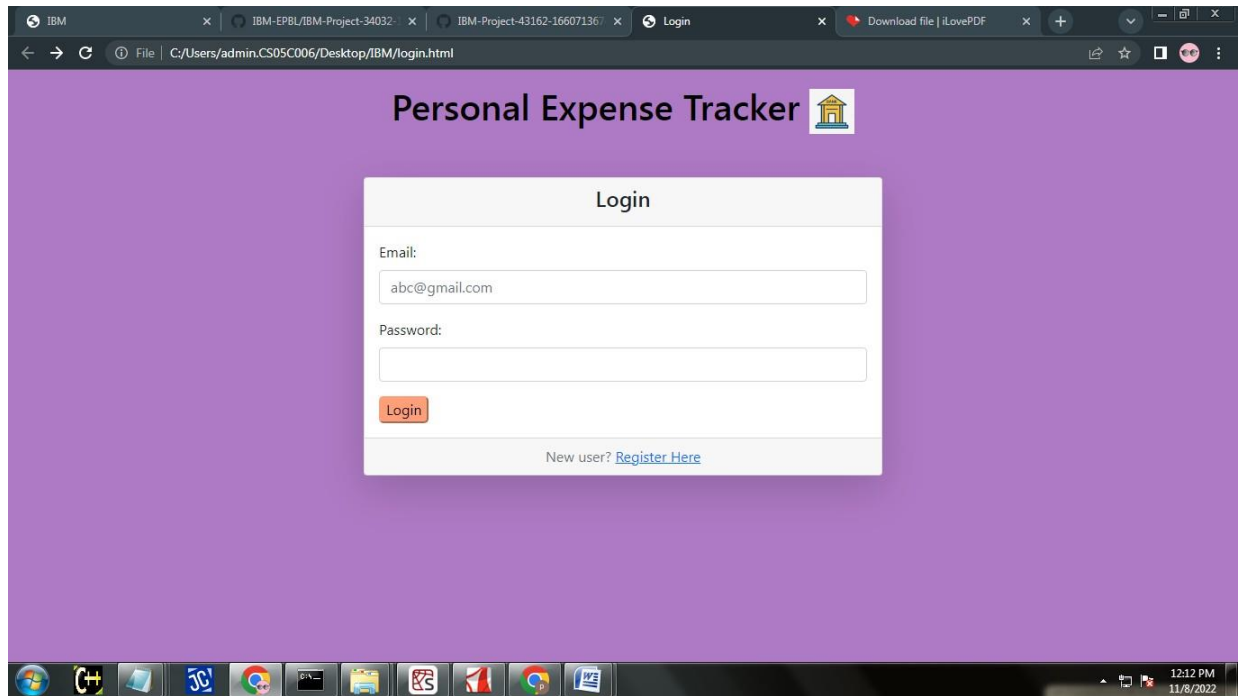 IBM
IBM-EPBL/IBM-Project-34032-1
IBM-Project-43162-166071367
Login
Download file | iLovePDF
File | C:/Users/admin.CS05C006/Desktop/IBM/login.html
Personal Expense Tracker
Login
Email:
abc@gmail.com
Password:
Login
New user? Register Here
12:12 PM
11/8/2022